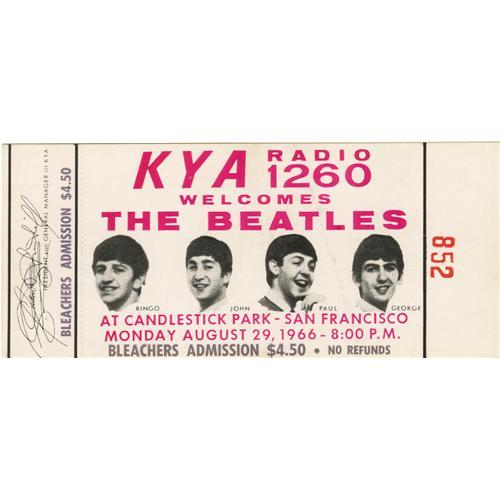 BLEACHERS ADMISSION $4.50
PRESIDENT AND GENERAL MANAGER OF KYA
KYA RADIO 1260
WELCOMES
THE BEATLES
RINGO JOHN PAUL GEORGE
AT CANDLESTICK PARK - SAN FRANCISCO
MONDAY AUGUST 29, 1966 - 8:00 P.M.
BLEACHERS ADMISSION $4.50 • NO REFUNDS
852